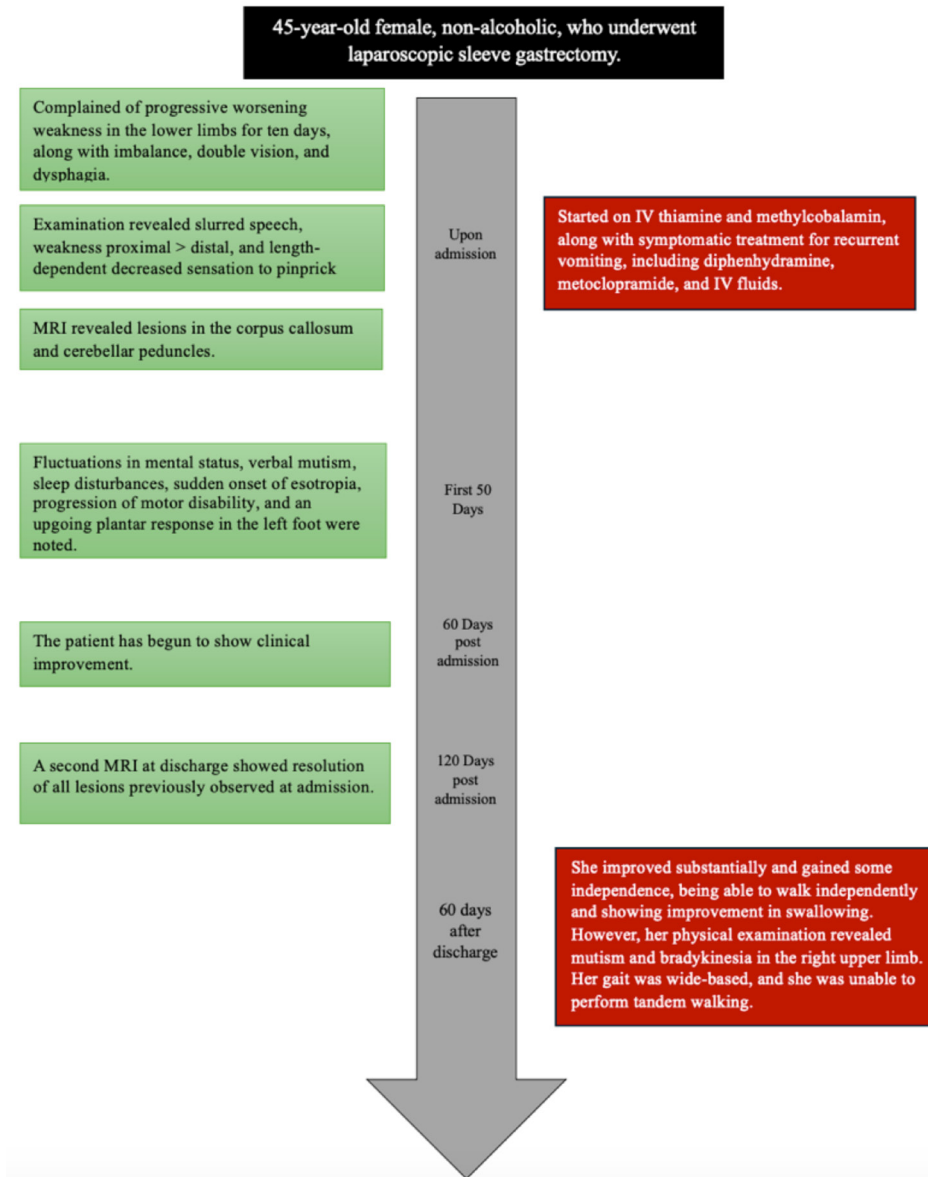 45-year-old female, non-alcoholic, who underwent
laparoscopic sleeve gastrectomy.
Complained of progressive worsening
weakness in the lower limbs for ten days,
along with imbalance, double vision, and
dysphagia.
Examination revealed slurred speech,
weakness proximal > distal, and length-
dependent decreased sensation to pinprick
MRI revealed lesions in the corpus callosum
and cerebellar peduncles.
Upon
admission
Started on IV thiamine and methylcobalamin,
along with symptomatic treatment for recurrent
vomiting, including diphenhydramine,
metoclopramide, and IV fluids.
Fluctuations in mental status, verbal mutism,
sleep disturbances, sudden onset of esotropia,
progression of motor disability, and an
upgoing plantar response in the left foot were
noted.
First 50
Days
The patient has begun to show clinical
improvement.
60 Days
post
admission
A second MRI at discharge showed resolution
of all lesions previously observed at admission.
120 Days
post
admission
60 days
after
discharge
She improved substantially and gained some
independence, being able to walk independently
and showing improvement in swallowing.
However, her physical examination revealed
mutism and bradykinesia in the right upper limb.
Her gait was wide-based, and she was unable to
perform tandem walking.